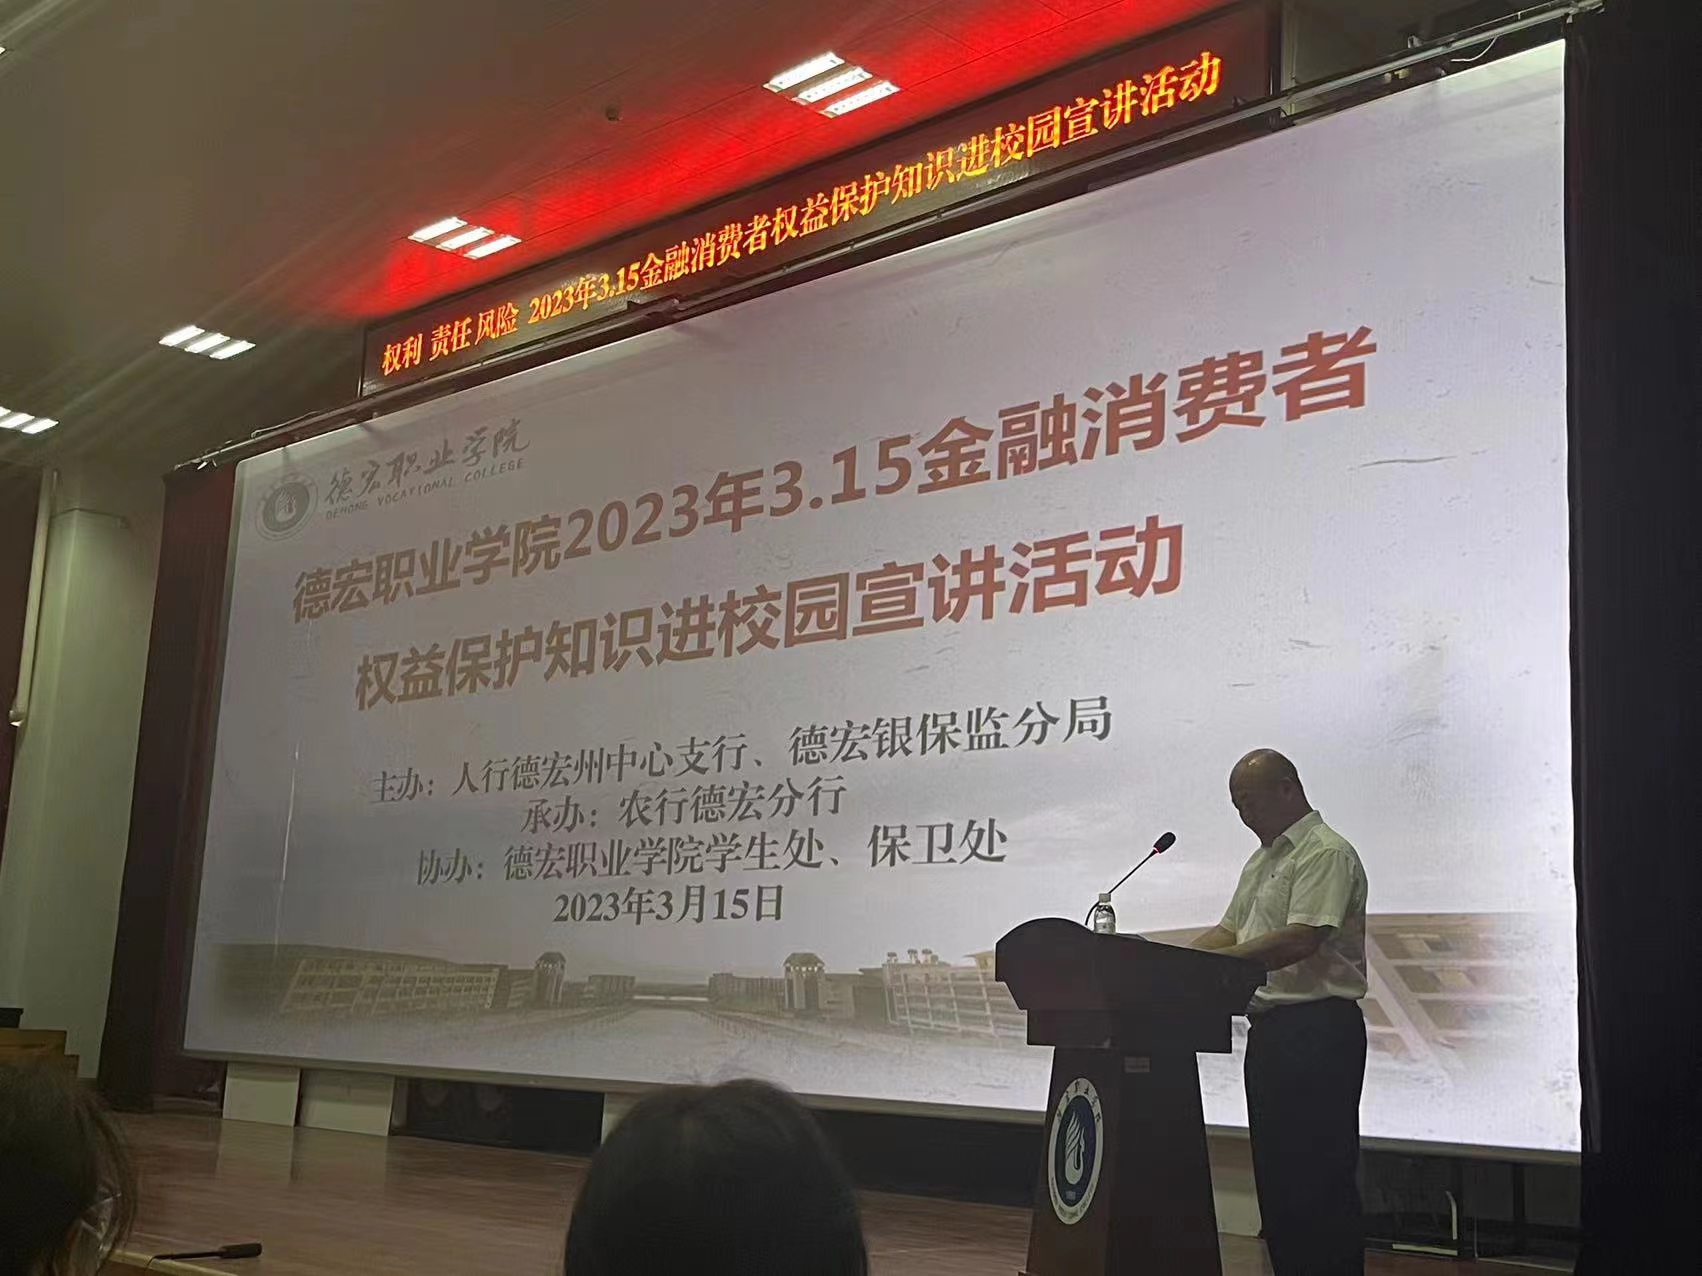 权利 责任 风险 2023年3.15金融消费者权益保护知识进校园宣讲活动
德宏职业学院
DEHONG VOCATIONAL COLLEGE
德宏职业学院2023年3.15金融消费者
权益保护知识进校园宣讲活动
主办：人行德宏州中心支行、德宏银保监分局
承办：农行德宏分行
协办：德宏职业学院学生处、保卫处
2023年3月15日